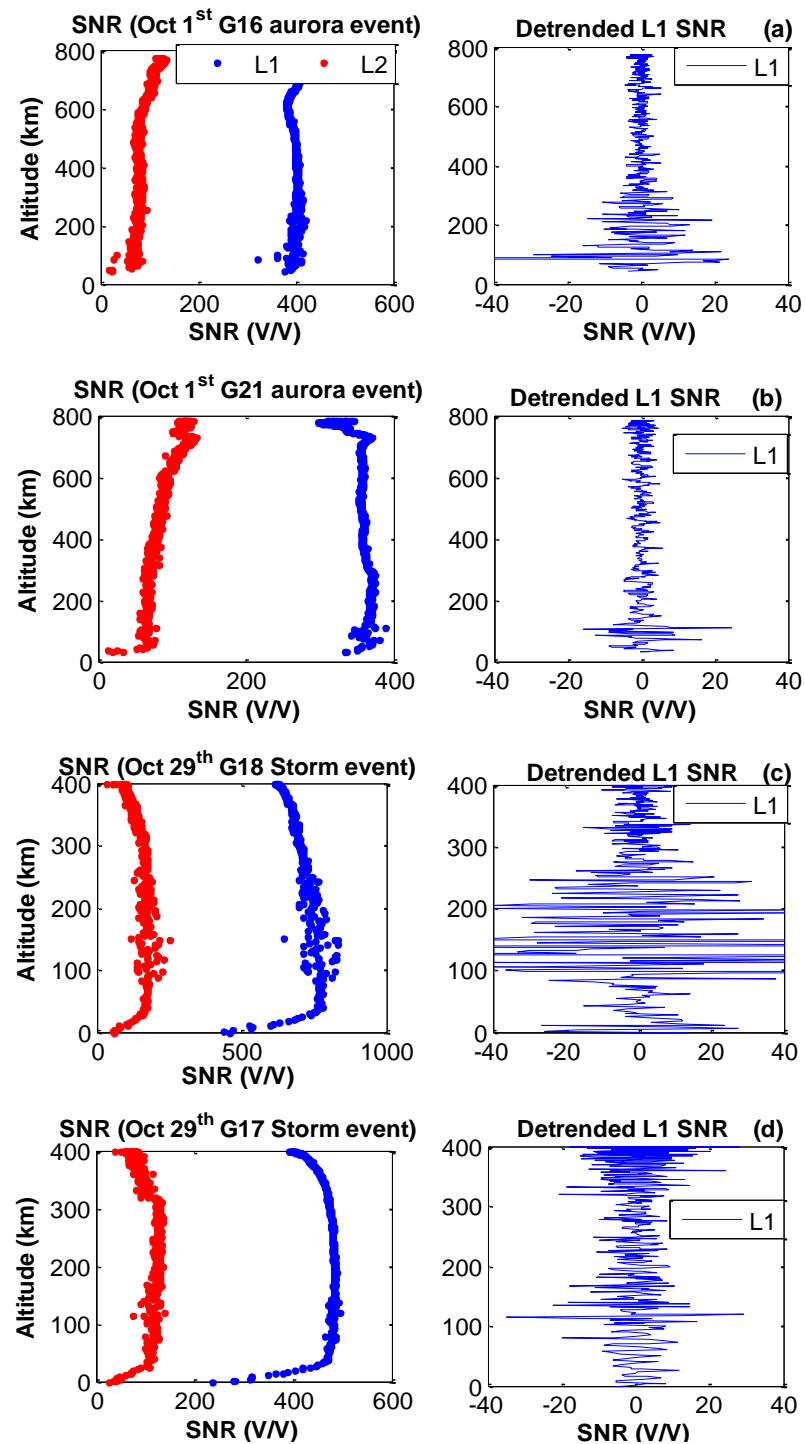 SNR (Oct 1st G16 aurora event)
L1 L2
800
600
400
200
0
Altitude (km)
0 200 400 600
SNR (V/V)
Detrended L1 SNR (a)
L1
800
600
400
200
0
-40 -20 0 20 40
SNR (V/V)
SNR (Oct 1st G21 aurora event)
800
600
400
200
0
Altitude (km)
0 200 400
SNR (V/V)
Detrended L1 SNR (b)
L1
800
600
400
200
0
-40 -20 0 20 40
SNR (V/V)
SNR (Oct 29th G18 Storm event)
400
300
200
100
0
Altitude (km)
0 500 1000
SNR (V/V)
Detrended L1 SNR (c)
L1
400
300
200
100
0
-40 -20 0 20 40
SNR (V/V)
SNR (Oct 29th G17 Storm event)
400
300
200
100
0
Altitude (km)
0 200 400 600
SNR (V/V)
Detrended L1 SNR (d)
L1
400
300
200
100
0
-40 -20 0 20 40
SNR (V/V)